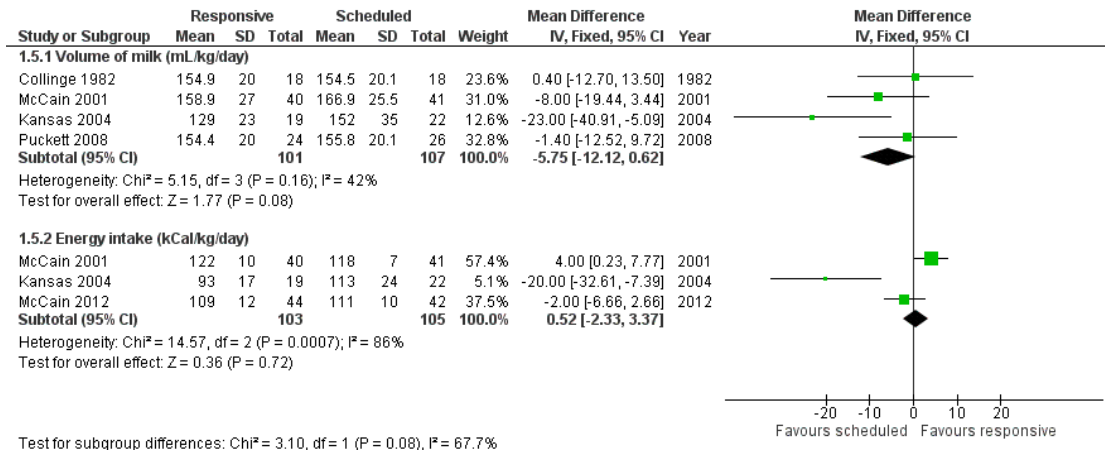 Responsive Scheduled Mean Difference Mean Difference
Study or Subgroup Mean SD Total Mean SD Total Weight IV, Fixed, 95% CI Year IV, Fixed, 95% CI
1.5.1 Volume of milk (mL/kg/day)
Collinge 1982 154.9 20 18 154.5 20.1 18 23.6% 0.40 [-12.70, 13.50] 1982
McCain 2001 158.9 27 40 166.9 25.5 41 31.0% -8.00 [-19.44, 3.44] 2001
Kansas 2004 129 23 19 152 35 22 12.6% -23.00 [-40.91, -5.09] 2004
Puckett 2008 154.4 20 24 155.8 20.1 26 32.8% -1.40 [-12.52, 9.72] 2008
Subtotal (95% CI) 101 107 100.0% -5.75 [-12.12, 0.62]
Heterogeneity: Chi² = 5.15, df = 3 (P = 0.16); I² = 42%
Test for overall effect: Z = 1.77 (P = 0.08)
1.5.2 Energy intake (kCal/kg/day)
McCain 2001 122 10 40 118 7 41 57.4% 4.00 [0.23, 7.77] 2001
Kansas 2004 93 17 19 113 24 22 5.1% -20.00 [-32.61, -7.39] 2004
McCain 2012 109 12 44 111 10 42 37.5% -2.00 [-6.66, 2.66] 2012
Subtotal (95% CI) 103 105 100.0% 0.52 [-2.33, 3.37]
Heterogeneity: Chi² = 14.57, df = 2 (P = 0.0007); I² = 86%
Test for overall effect: Z = 0.36 (P = 0.72)
-20 -10 0 10 20
Favours scheduled Favours responsive
Test for subgroup differences: Chi² = 3.10, df = 1 (P = 0.08), I² = 67.7%